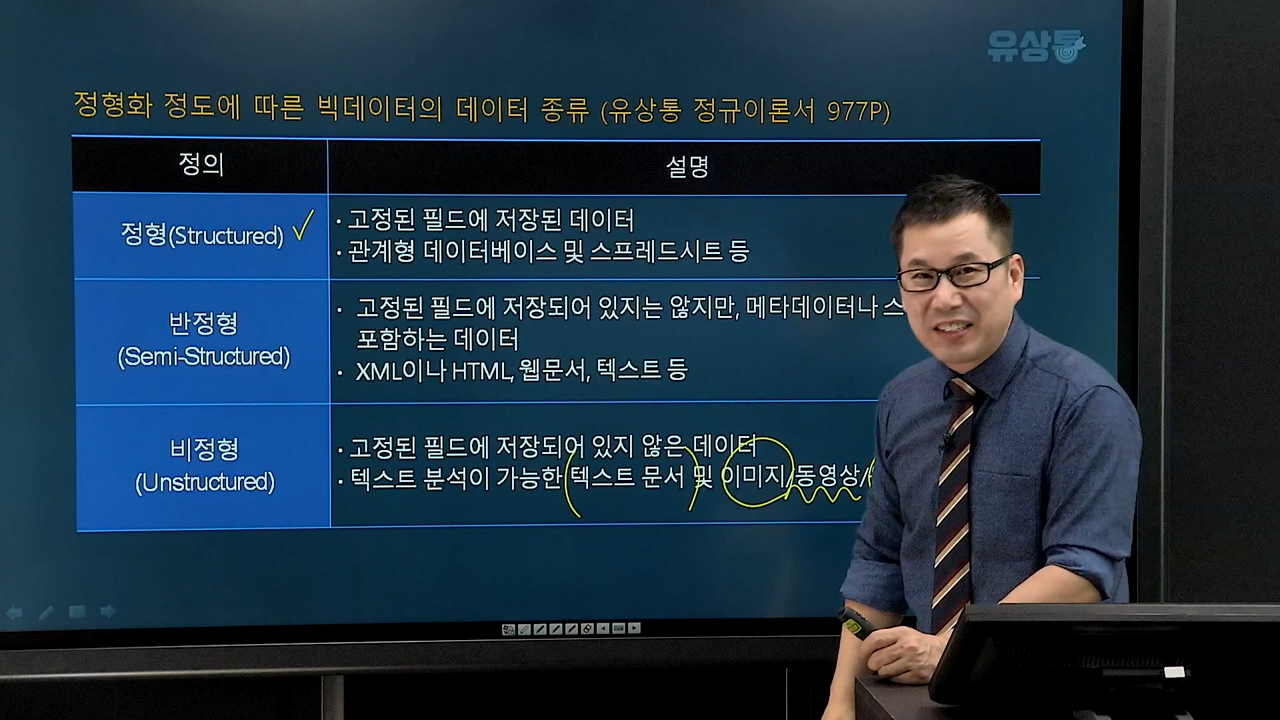 유상통
정형화 정도에 따른 빅데이터의 데이터 종류 (유상통 정규이론서 977P)
정의
설명
정형(Structured)
· 고정된 필드에 저장된 데이터
· 관계형 데이터베이스 및 스프레드시트 등
반정형
(Semi-Structured)
· 고정된 필드에 저장되어 있지는 않지만, 메타데이터나 스
포함하는 데이터
· XML이나 HTML, 웹문서, 텍스트 등
비정형
(Unstructured)
· 고정된 필드에 저장되어 있지 않은 데이터
· 텍스트 분석이 가능한 텍스트 문서 및 이미지/동영상/